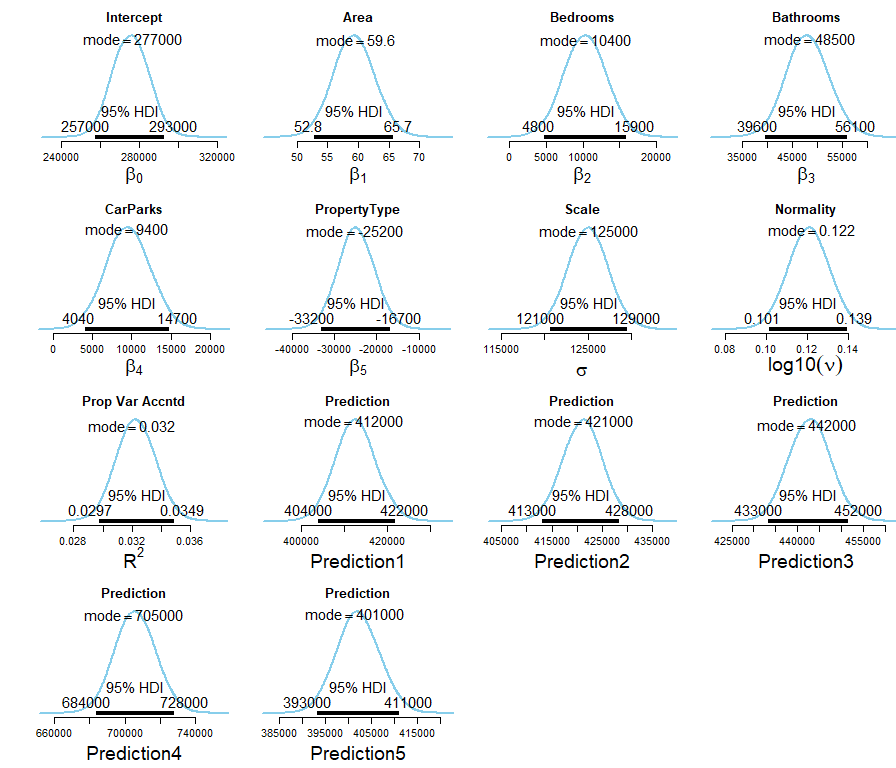 Intercept
mode = 277000
95% HDI
257000 293000
240000 280000 320000
β0
Area
mode = 59.6
95% HDI
52.8 65.7
50 55 60 65 70
β1
Bedrooms
mode = 10400
95% HDI
4800 15900
0 5000 10000 20000
β2
Bathrooms
mode = 48500
95% HDI
39600 56100
35000 45000 55000
β3
CarParks
mode = 9400
95% HDI
4040 14700
0 5000 10000 15000 20000
β4
PropertyType
mode = -25200
95% HDI
-33200 -16700
-40000 -30000 -20000 -10000
β5
Scale
mode = 125000
95% HDI
121000 129000
115000 125000
σ
Normality
mode = 0.122
95% HDI
0.101 0.139
0.08 0.10 0.12 0.14
log10(ν)
Prop Var Accntd
mode = 0.032
95% HDI
0.0297 0.0349
0.028 0.032 0.036
R²
Prediction
mode = 412000
95% HDI
404000 422000
400000 420000
Prediction1
Prediction
mode = 421000
95% HDI
413000 428000
405000 415000 425000 435000
Prediction2
Prediction
mode = 442000
95% HDI
433000 452000
425000 440000 455000
Prediction3
Prediction
mode = 705000
95% HDI
684000 728000
660000 700000 740000
Prediction4
Prediction
mode = 401000
95% HDI
393000 411000
385000 395000 405000 415000
Prediction5